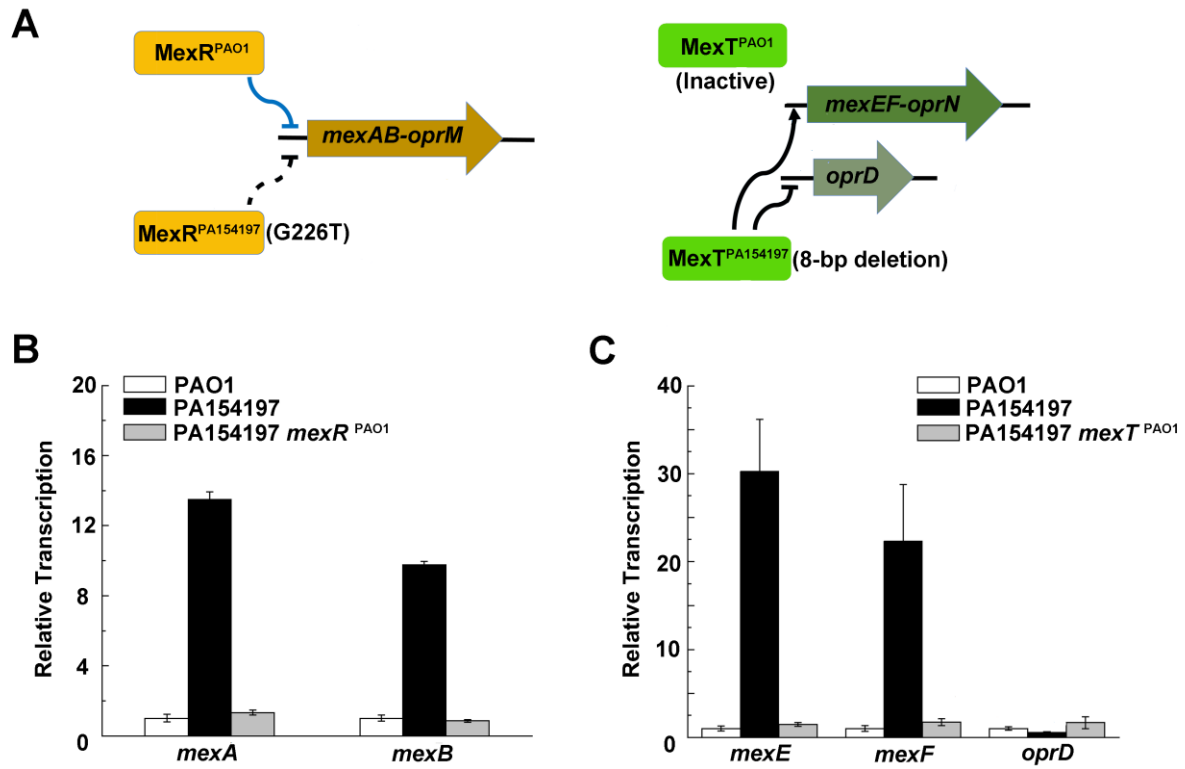 A
MexR^PAO1
mexAB-oprM
MexR^PA154197 (G226T)
MexT^PAO1
(Inactive)
mexEF-oprN
oprD
MexT^PA154197 (8-bp deletion)
B
Relative Transcription
20
16
12
8
4
0
PAO1
PA154197
PA154197 mexR^PAO1
mexA
mexB
C
Relative Transcription
40
30
20
10
0
PAO1
PA154197
PA154197 mexT^PAO1
mexE
mexF
oprD